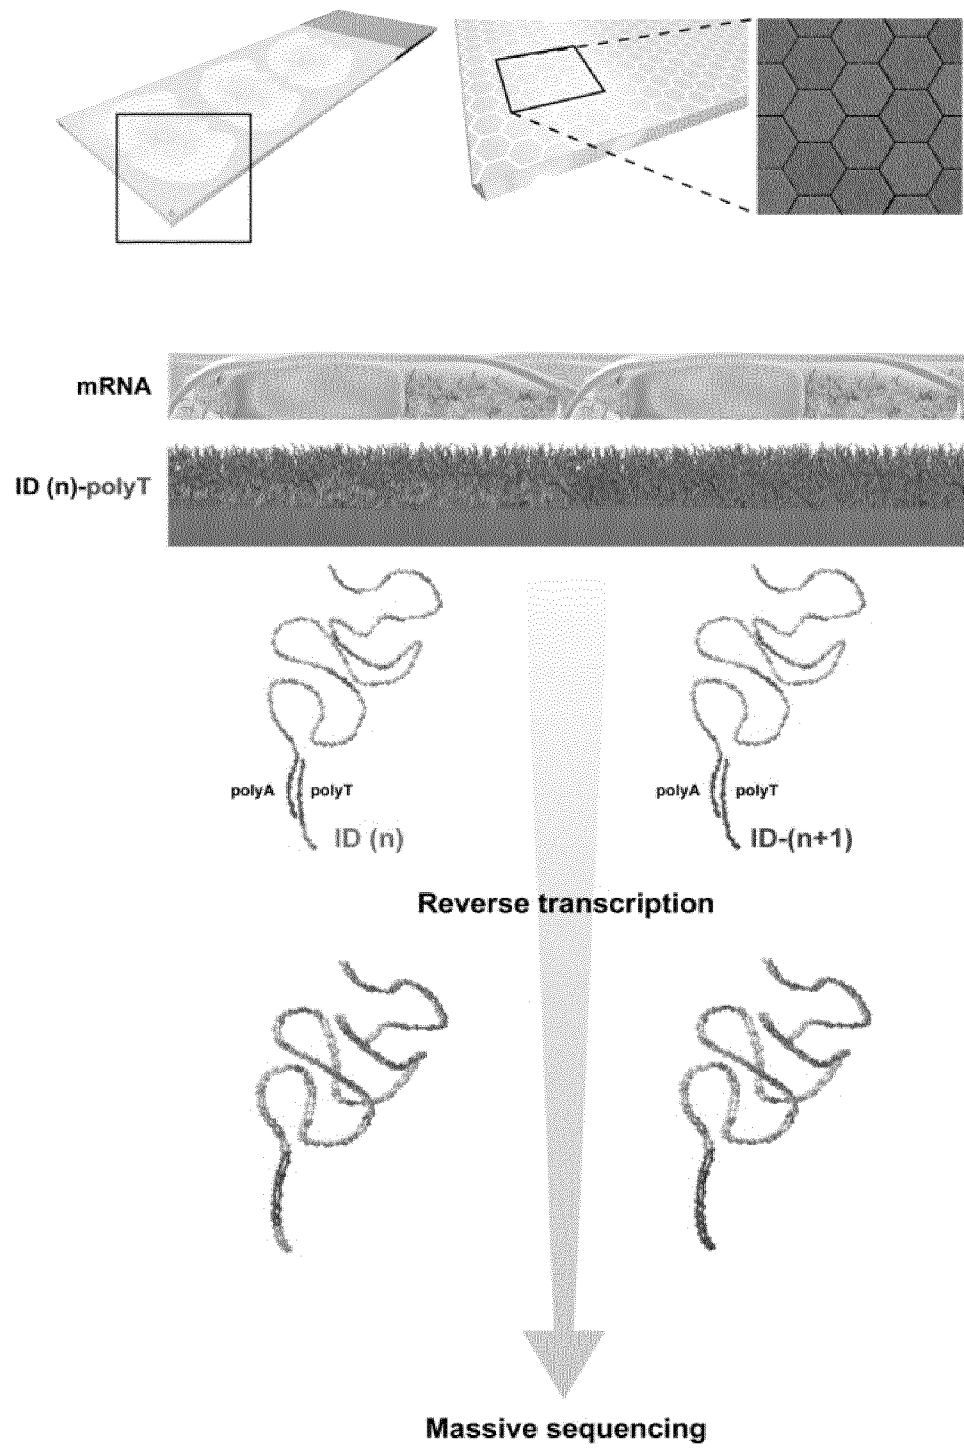 mRNA
ID (n)-polyT
polyA polyT
ID (n)
polyA polyT
ID-(n+1)
Reverse transcription
Massive sequencing